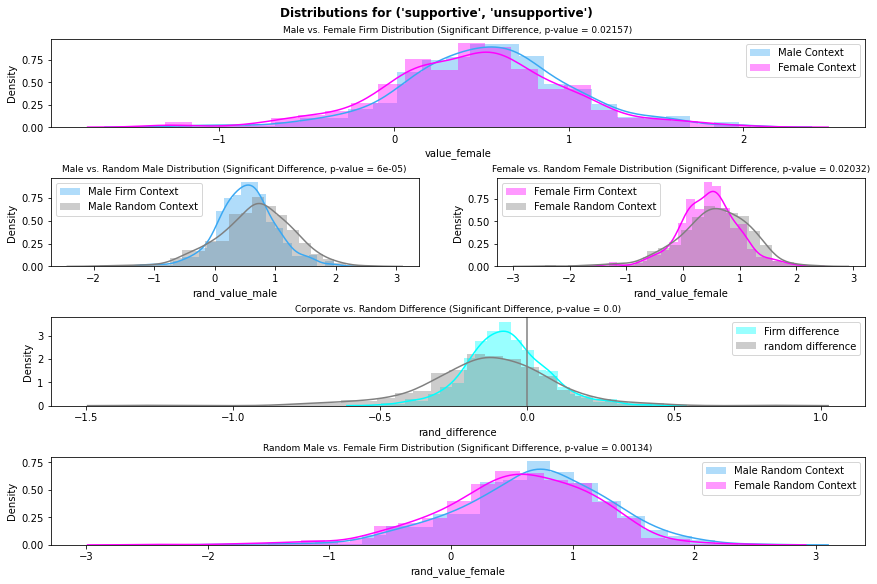 Distributions for ('supportive', 'unsupportive')
Male vs. Female Firm Distribution (Significant Difference, p-value = 0.02157)
Density
0.75
0.50
0.25
0.00
Male Context
Female Context
−1
0
1
2
value_female
Male vs. Random Male Distribution (Significant Difference, p-value = 6e-05)
Density
0.75
0.50
0.25
0.00
Male Firm Context
Male Random Context
−2
−1
0
1
2
3
rand_value_male
Female vs. Random Female Distribution (Significant Difference, p-value = 0.02032)
Density
0.75
0.50
0.25
0.00
Female Firm Context
Female Random Context
−3
−2
−1
0
1
2
3
rand_value_female
Corporate vs. Random Difference (Significant Difference, p-value = 0.0)
Density
3
2
1
0
Firm difference
random difference
−1.5
−1.0
−0.5
0.0
0.5
1.0
rand_difference
Random Male vs. Female Firm Distribution (Significant Difference, p-value = 0.00134)
Density
0.75
0.50
0.25
0.00
Male Random Context
Female Random Context
−3
−2
−1
0
1
2
3
rand_value_female